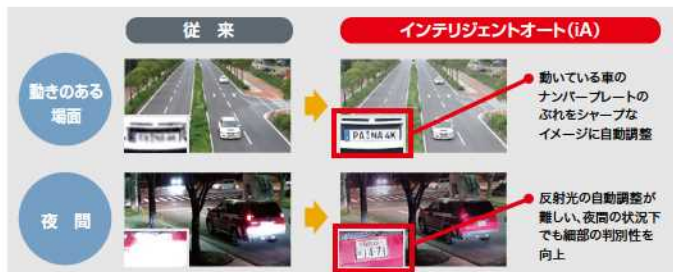 従来
インテリジェントオート(iA)
動きのある
場面
動いている車の
ナンバープレートの
ぶれをシャープな
イメージに自動調整
PA NA 4K
夜間
反射光の自動調整が
難しい、夜間の状況下
でも細部の判別性を
向上
14-71